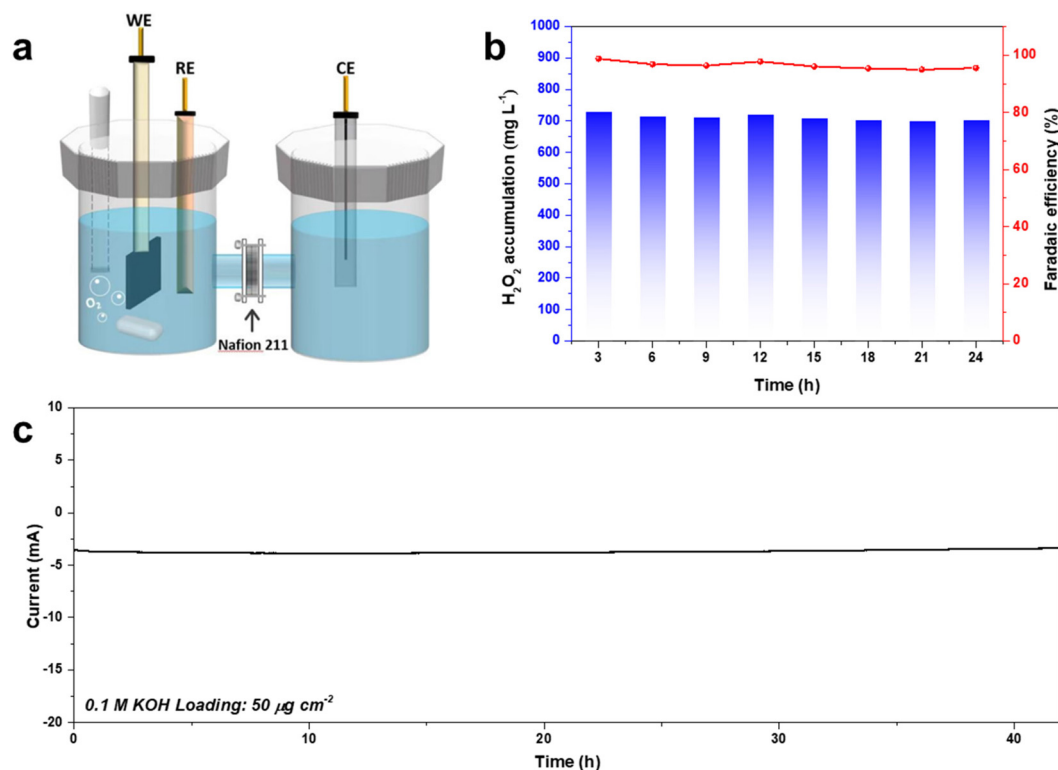 a
WE
RE
CE
O₂
Nafion 211
b
H₂O₂ accumulation (mg L⁻¹)
1000
900
800
700
600
500
400
300
200
100
0
3 6 9 12 15 18 21 24
Time (h)
100
80
60
40
20
0
Faradaic efficiency (%)
c
Current (mA)
10
5
0
-5
-10
-15
-20
0.1 M KOH Loading: 50 μg cm⁻²
0 10 20 30 40
Time (h)